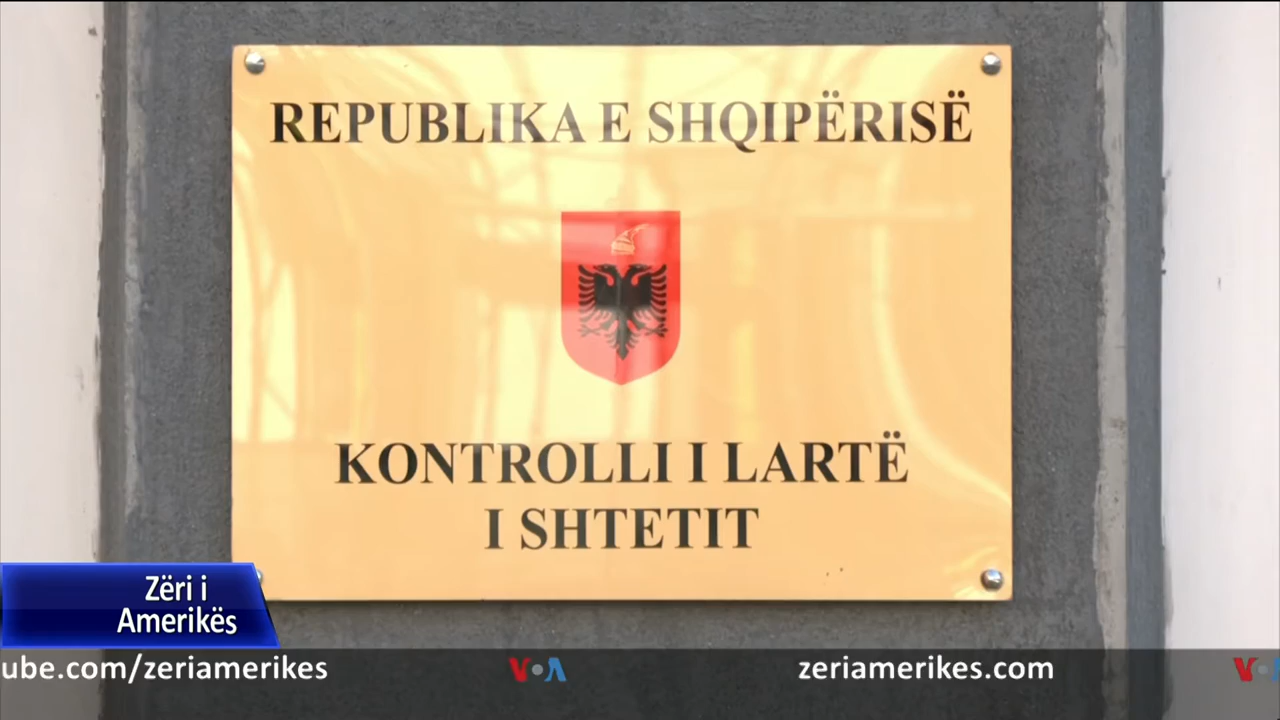 REPUBLIKA E SHQIPËRISË
KONTROLLI I LARTË
I SHTETIT
Zëri i
Amerikës
ube.com/zeriamerikes
VOA
zeriamerikes.com